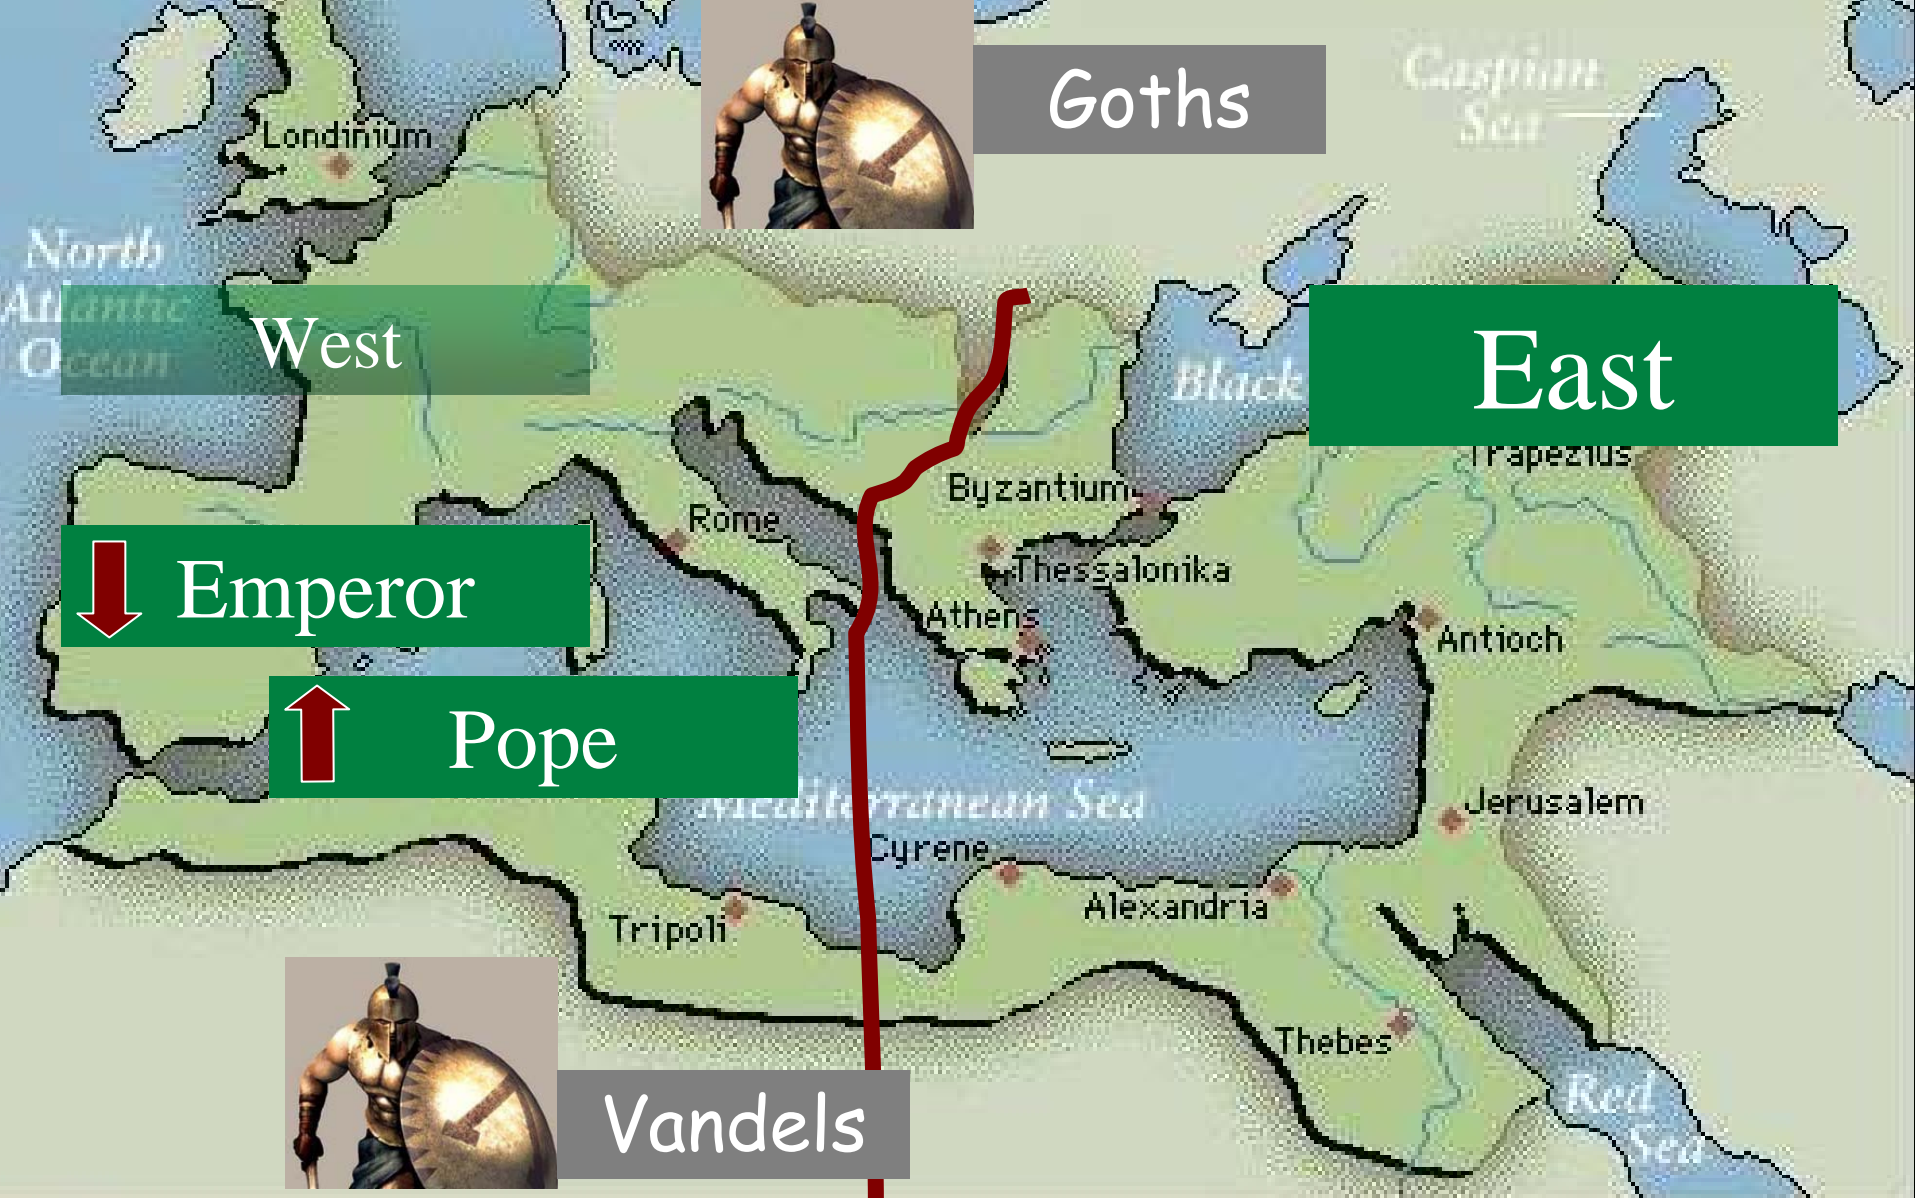 Goths
Caspian
Sea
Londinium
North
Atlantic
Ocean
West
East
Black
Trapezius
Byzantium
Rome
Emperor
Thessalonika
Athens
Antioch
Pope
Mediterranean Sea
Jerusalem
Cyrene
Alexandria
Tripoli
Thebes
Vandels
Red
Sea